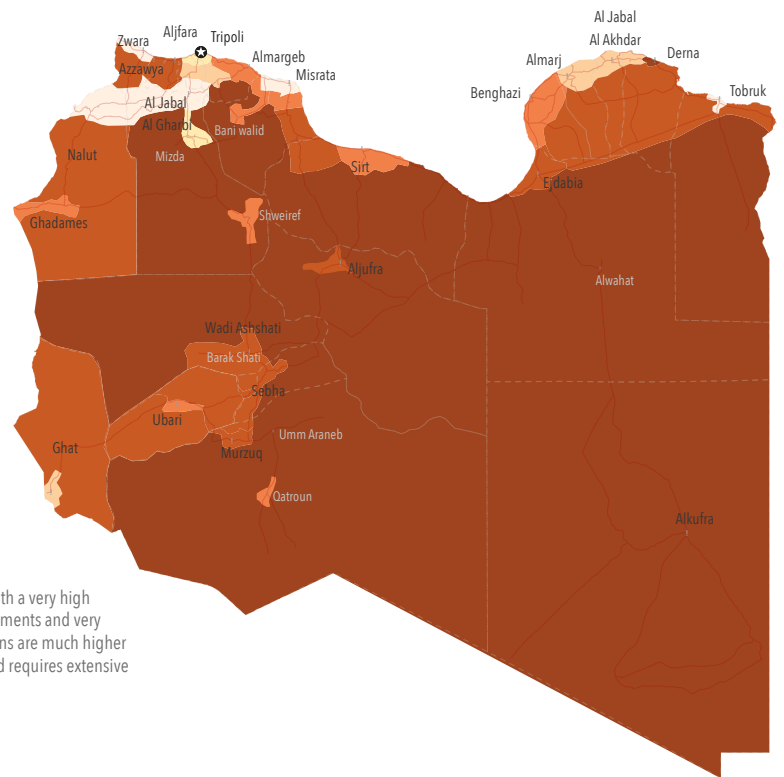 Al Jabal
Al Akhdar
Zwara
Aljfara
Tripoli
Almargeb
Misrata
Azzawya
Almarj
Derna
Benghazi
Tobruk
Al Jabal
Al Gharbi
Bani walid
Nalut
Mizda
Sirt
Ejdabia
Ghadames
Shweiref
Aljufra
Alwahat
Wadi Ashshati
Barak Shati
Sebha
Ubari
Umm Araneb
Ghat
Murzuq
Qatroun
Alkufra
th a very high
ments and very
ns are much higher
d requires extensive